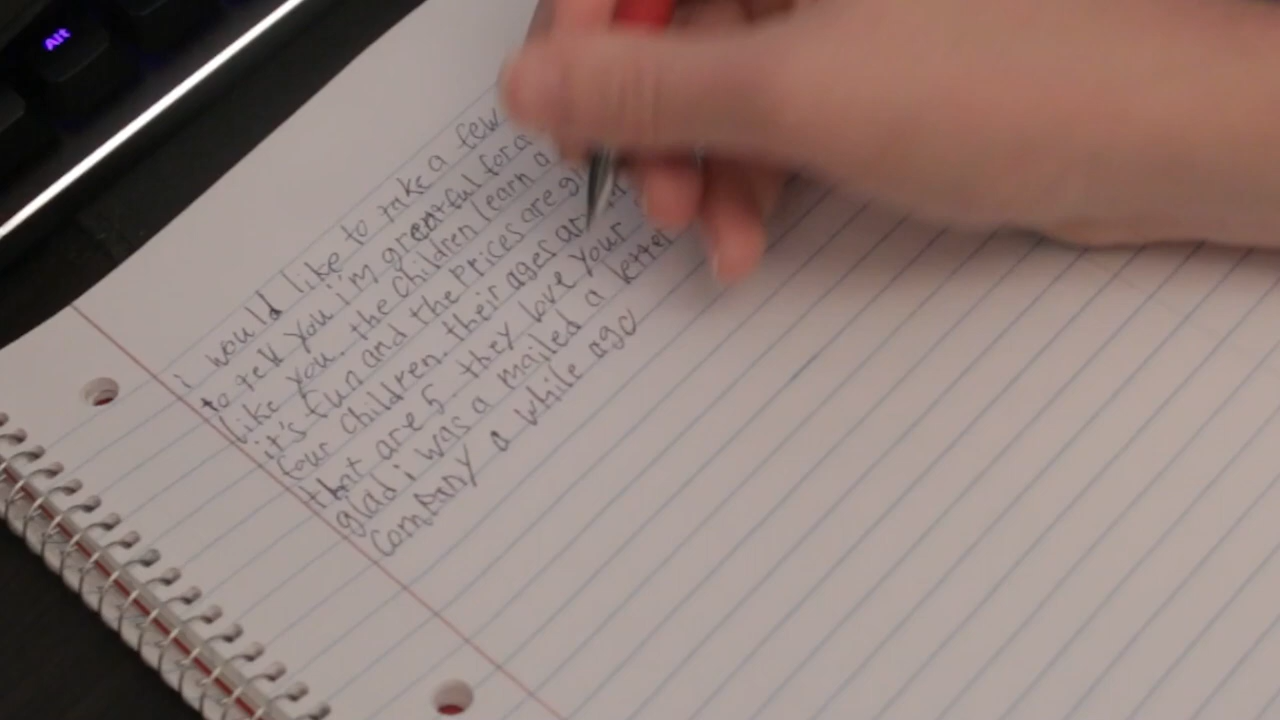 Alt
i would like to take a few
to tell you i'm greatful for a
like you. the children learn a
it's fun and the prices are
four children. their ages are
that are 5. they love your
glad i was a mailed a letter
company a while ago